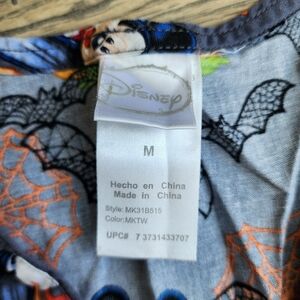 Disney
M
Hecho en China
Made in China
Style: MK31B515
Color:MKTW
UPC# 7 3731433707